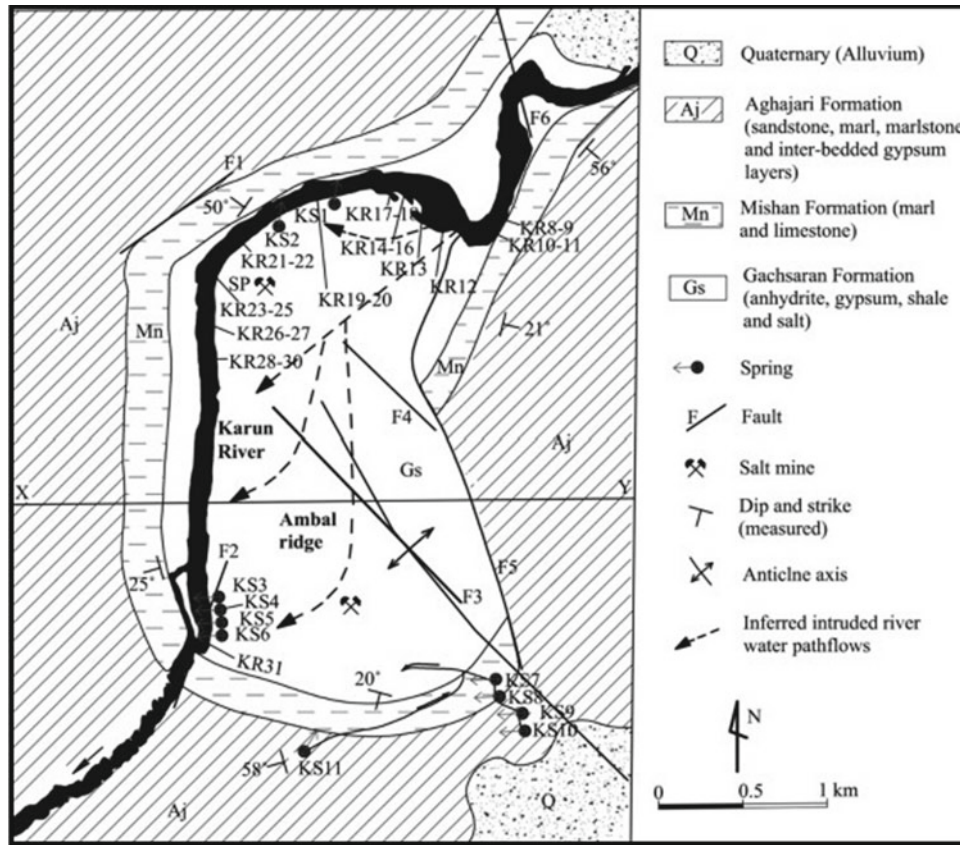 F6
F1
56°
50°
KS1
KR17-18
KS2
KR14-16
KR8-9
KR10-11
KR21-22
KR13
KR12
SP
KR19-20
KR23-25
Aj
Mn
KR26-27
21°
KR28-30
Mn
F4
Karun
River
Aj
Gs
X
Y
Ambal
ridge
F2
F5
25°
KS3
KS4
KS5
KS6
F3
KR31
20°
KS7
KS8
KS9
KS10
58°
KS11
Aj
Q
Q
Quaternary (Alluvium)
Aj
Aghajari Formation
(sandstone, marl, marlstone
and inter-bedded gypsum
layers)
Mn
Mishan Formation (marl
and limestone)
Gs
Gachsaran Formation
(anhydrite, gypsum, shale
and salt)
Spring
F
Fault
Salt mine
Dip and strike
(measured)
Anticlne axis
Inferred intruded river
water pathflows
N
0
0.5
1 km